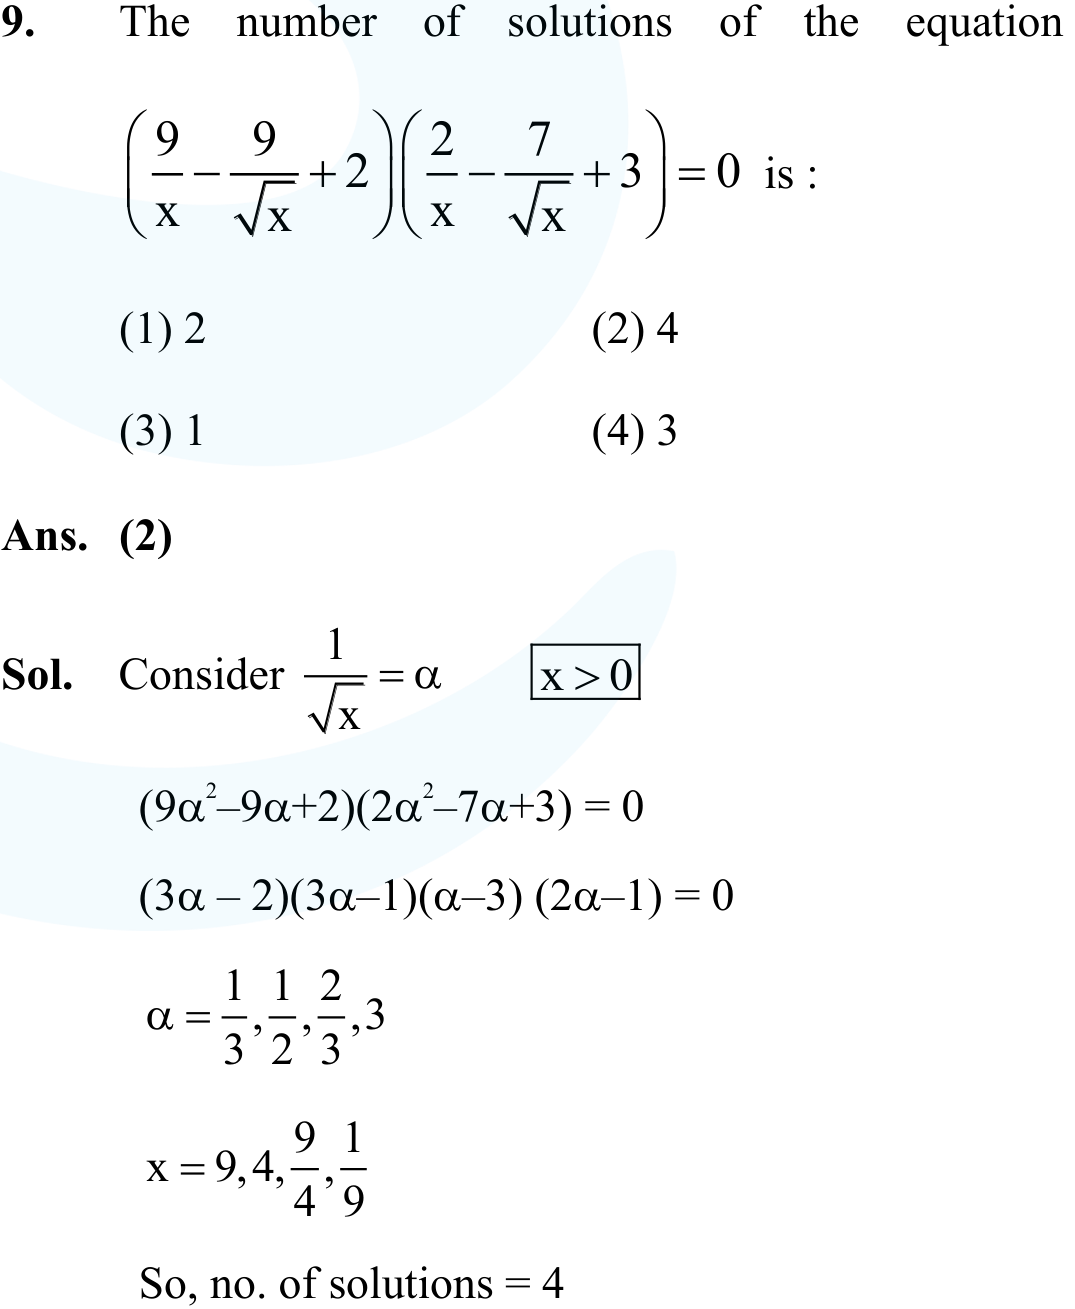 9. The number of solutions of the equation
(9/x − 9/√x + 2)(2/x − 7/√x + 3) = 0 is :
(1) 2 (2) 4
(3) 1 (4) 3
Ans. (2)
Sol. Consider 1/√x = α x > 0
(9α²–9α+2)(2α²–7α+3) = 0
(3α – 2)(3α–1)(α–3) (2α–1) = 0
α = 1/3, 1/2, 2/3, 3
x = 9, 4, 9/4, 1/9
So, no. of solutions = 4